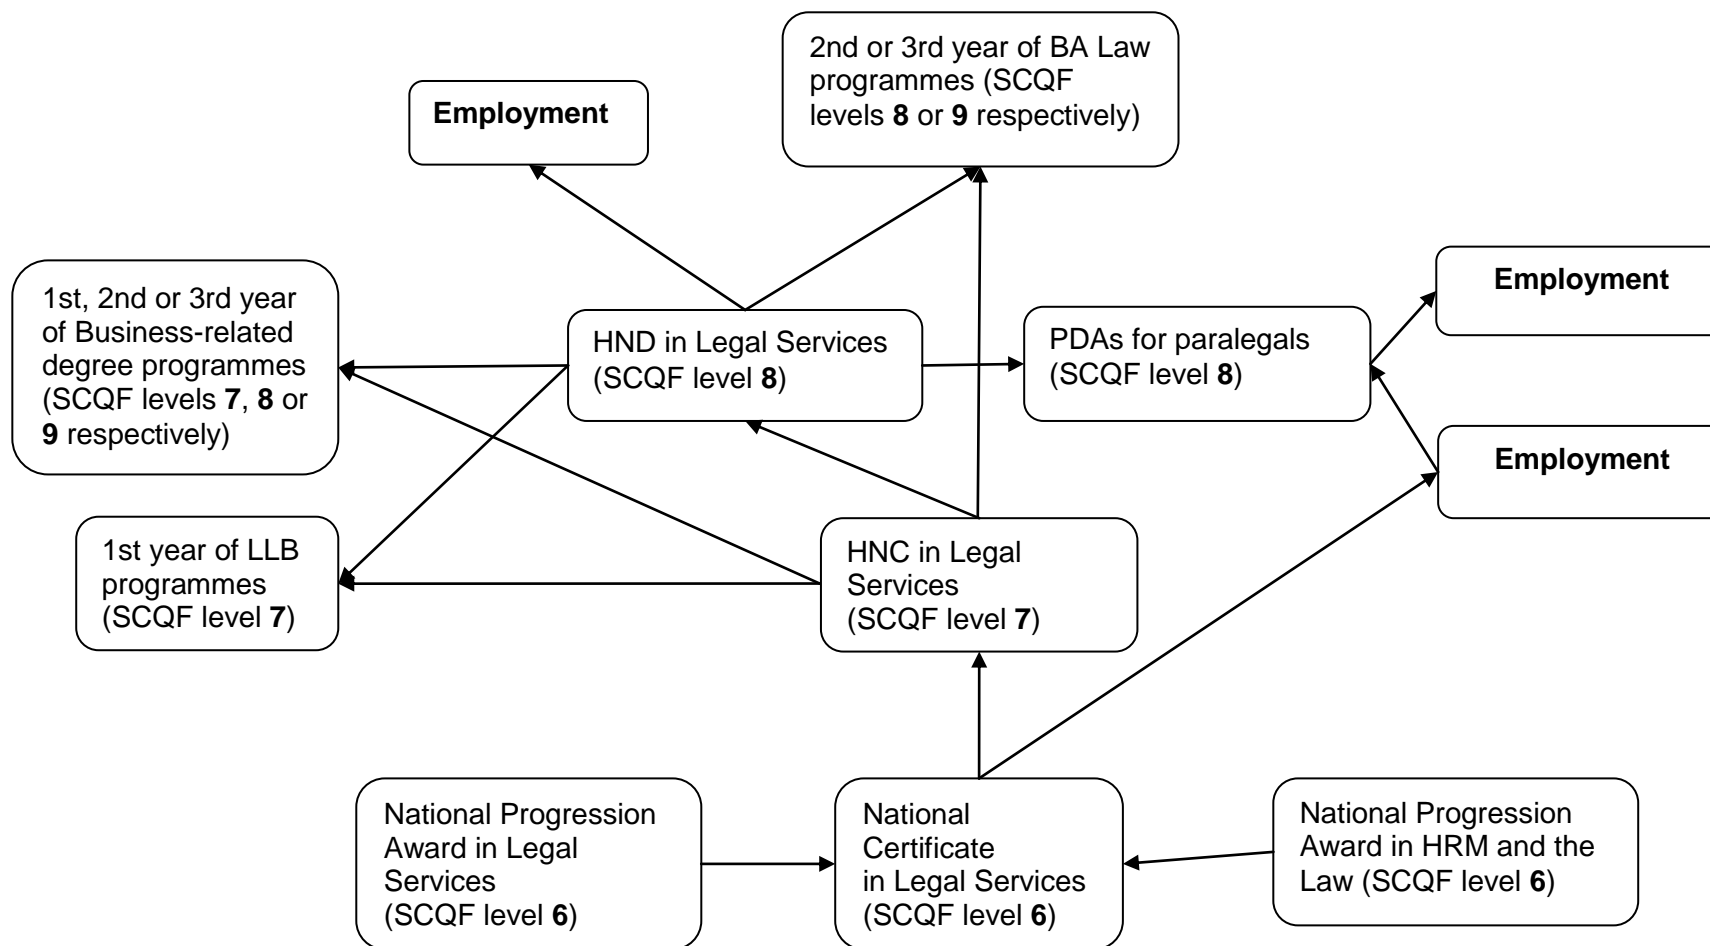 2nd or 3rd year of BA Law
programmes (SCQF
levels 8 or 9 respectively)
Employment
1st, 2nd or 3rd year
of Business-related
degree programmes
(SCQF levels 7, 8 or
9 respectively)
HND in Legal Services
(SCQF level 8)
PDAs for paralegals
(SCQF level 8)
Employment
Employment
1st year of LLB
programmes
(SCQF level 7)
HNC in Legal
Services
(SCQF level 7)
National Progression
Award in Legal
Services
(SCQF level 6)
National
Certificate
in Legal Services
(SCQF level 6)
National Progression
Award in HRM and the
Law (SCQF level 6)